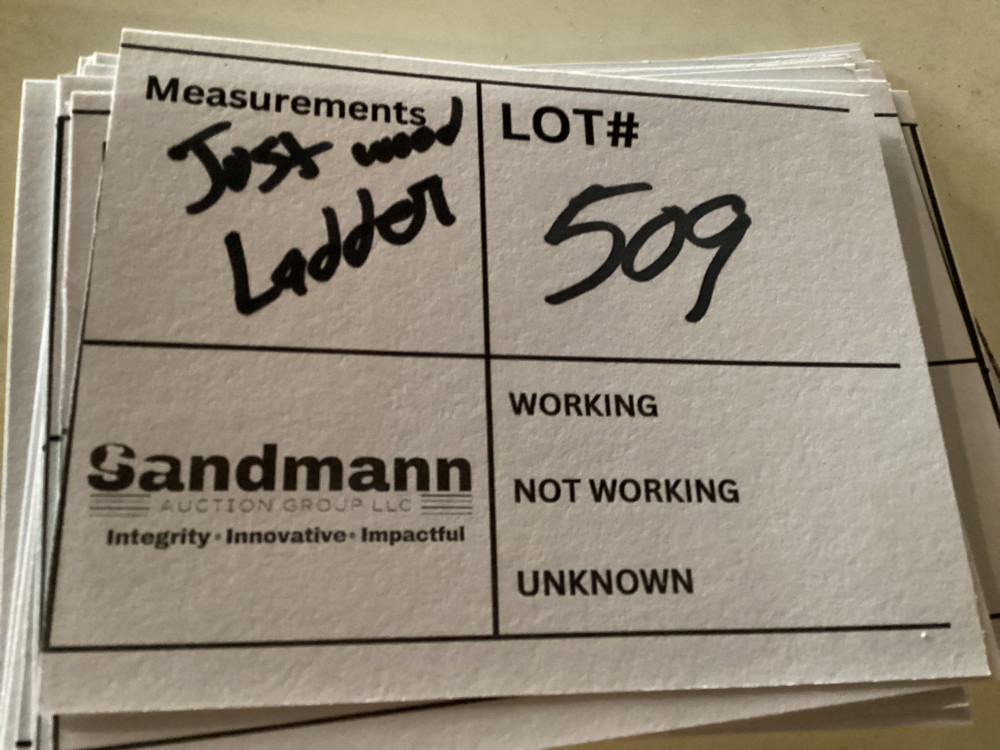 Measurements
Just wood
Ladder
LOT#
509
Sandmann
AUCTION GROUP LLC
Integrity • Innovative • Impactful
WORKING
NOT WORKING
UNKNOWN